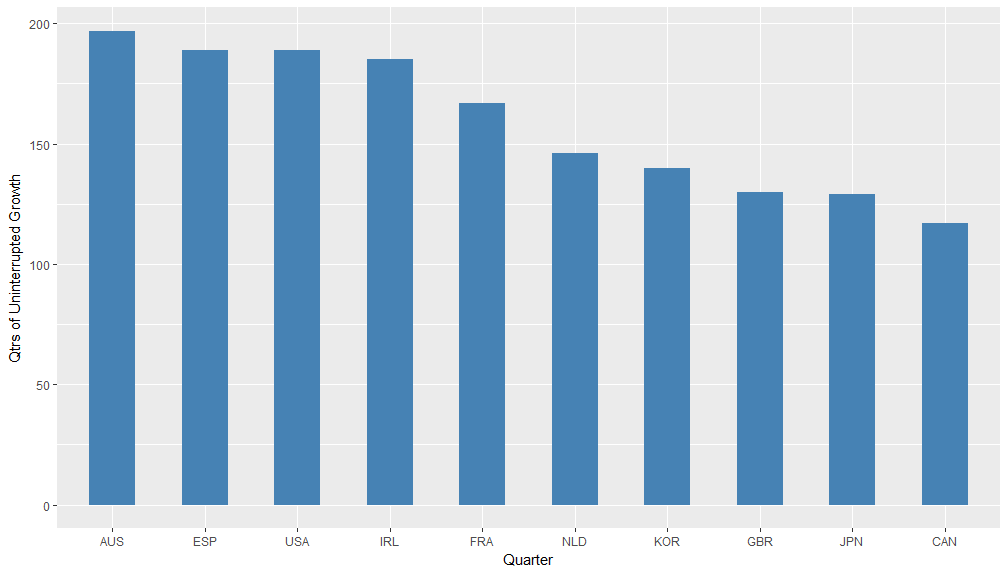 Qtrs of Uninterrupted Growth
200
150
100
50
0
AUS ESP USA IRL FRA NLD KOR GBR JPN CAN
Quarter